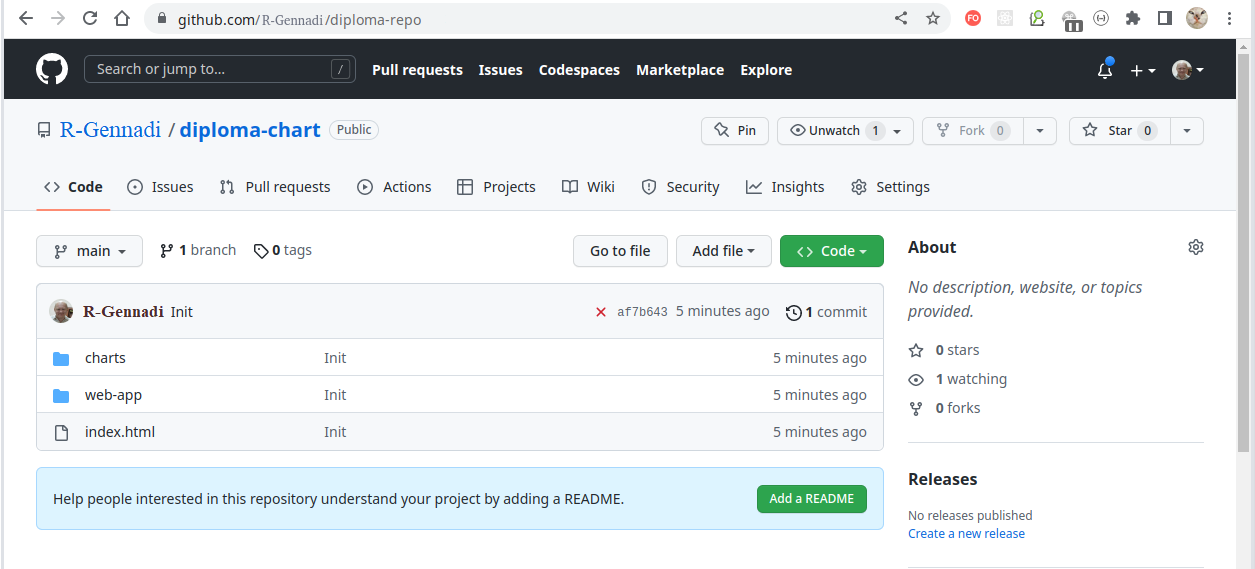 github.com/R-Gennadi/diploma-repo
Search or jump to... / Pull requests Issues Codespaces Marketplace Explore
R-Gennadi / diploma-chart Public Pin Unwatch 1 Fork 0 Star 0
Code Issues Pull requests Actions Projects Wiki Security Insights Settings
main 1 branch 0 tags Go to file Add file Code
R-Gennadi Init af7b643 5 minutes ago 1 commit
charts Init 5 minutes ago
web-app Init 5 minutes ago
index.html Init 5 minutes ago
Help people interested in this repository understand your project by adding a README. Add a README
About
No description, website, or topics
provided.
0 stars
1 watching
0 forks
Releases
No releases published
Create a new release